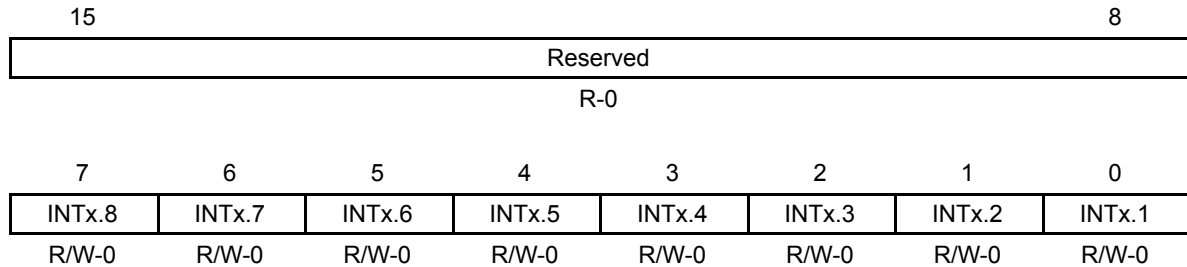 15 8
Reserved
R-0
7 6 5 4 3 2 1 0
INTx.8 INTx.7 INTx.6 INTx.5 INTx.4 INTx.3 INTx.2 INTx.1
R/W-0 R/W-0 R/W-0 R/W-0 R/W-0 R/W-0 R/W-0 R/W-0